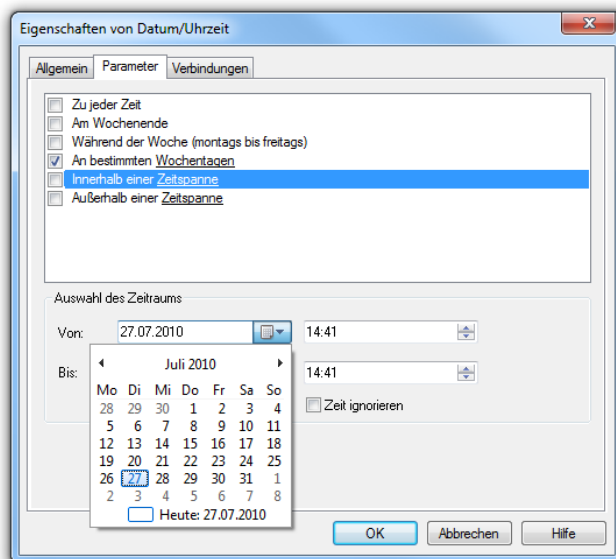 Eigenschaften von Datum/Uhrzeit
Allgemein Parameter Verbindungen
Zu jeder Zeit
Am Wochenende
Während der Woche (montags bis freitags)
An bestimmten Wochentagen
Innerhalb einer Zeitspanne
Außerhalb einer Zeitspanne
Auswahl des Zeitraums
Von: 27.07.2010 14:41
Bis: 14:41
Zeit ignorieren
Juli 2010
Mo Di Mi Do Fr Sa So
28 29 30 1 2 3 4
5 6 7 8 9 10 11
12 13 14 15 16 17 18
19 20 21 22 23 24 25
26 27 28 29 30 31 1
2 3 4 5 6 7 8
Heute: 27.07.2010
OK Abbrechen Hilfe